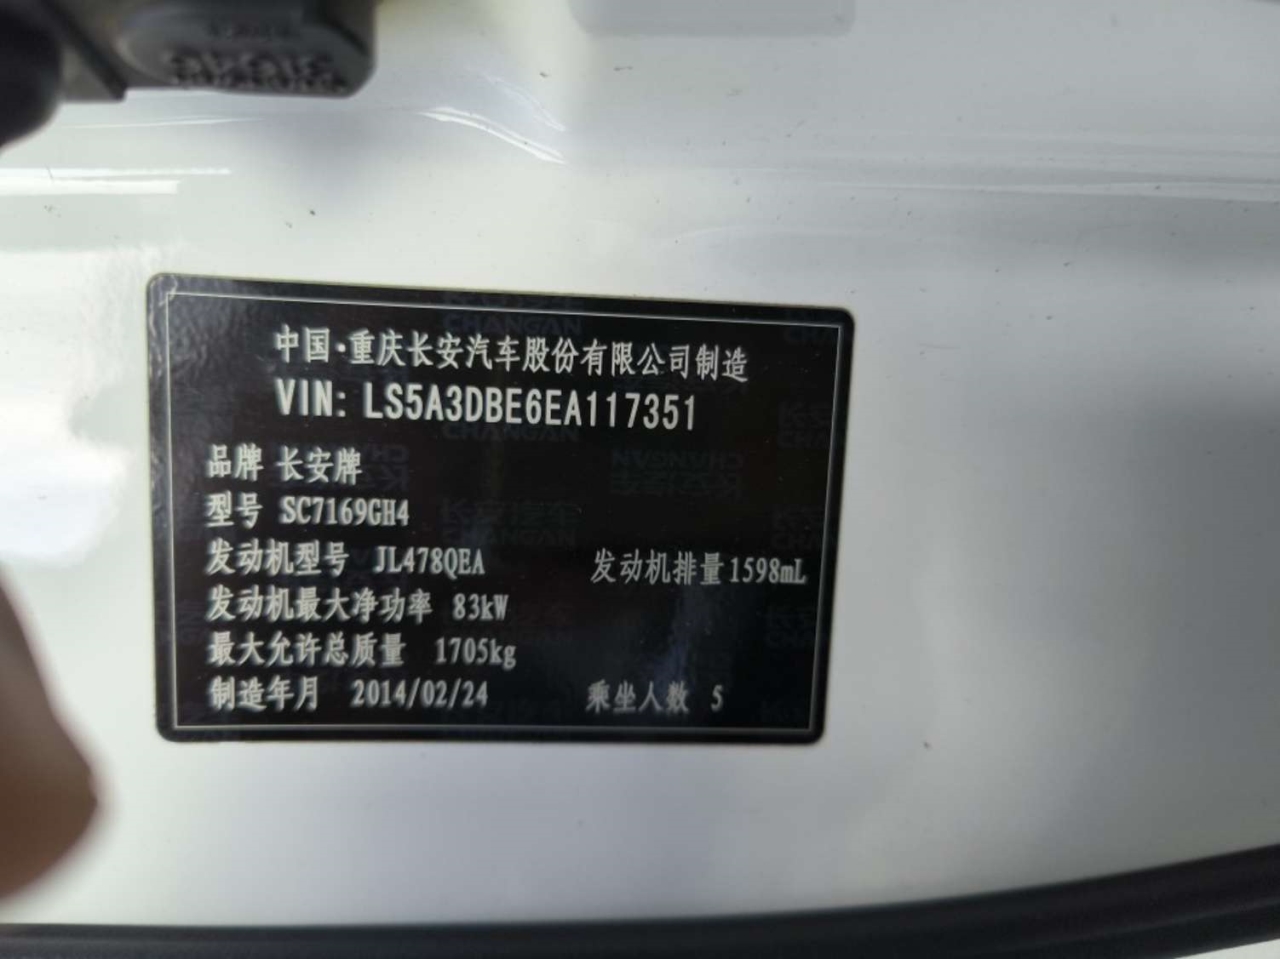 中国·重庆长安汽车股份有限公司制造
VIN: LS5A3DBE6EA117351
品牌 长安牌
型号 SC7169GH4
发动机型号 JL478QEA 发动机排量1598mL
发动机最大净功率 83kW
最大允许总质量 1705kg
制造年月 2014/02/24 乘坐人数 5